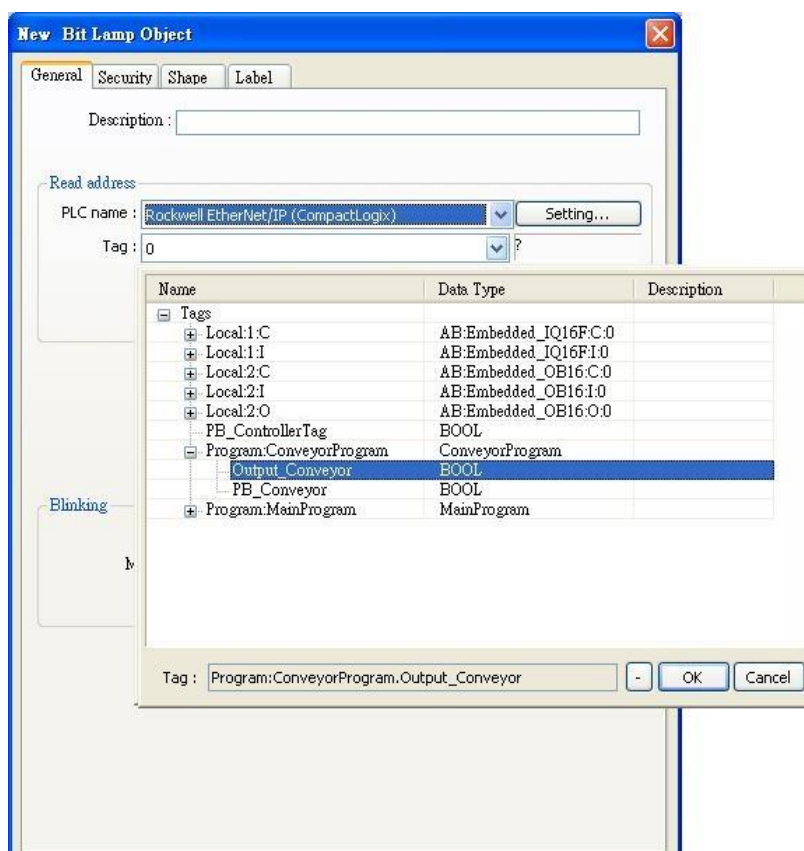 New Bit Lamp Object
General Security Shape Label
Description :
Read address
PLC name : Rockwell EtherNet/IP (CompactLogix) Setting...
Tag : 0 ?
Name Data Type Description
Tags
Local:1:C AB:Embedded_IQ16F:C:0
Local:1:I AB:Embedded_IQ16F:I:0
Local:2:C AB:Embedded_OB16:C:0
Local:2:I AB:Embedded_OB16:I:0
Local:2:O AB:Embedded_OB16:O:0
PB_ControllerTag BOOL
Program:ConveyorProgram ConveyorProgram
Output_Conveyor BOOL
PB_Conveyor BOOL
Program:MainProgram MainProgram
Blinking
Tag : Program:ConveyorProgram.Output_Conveyor - OK Cancel